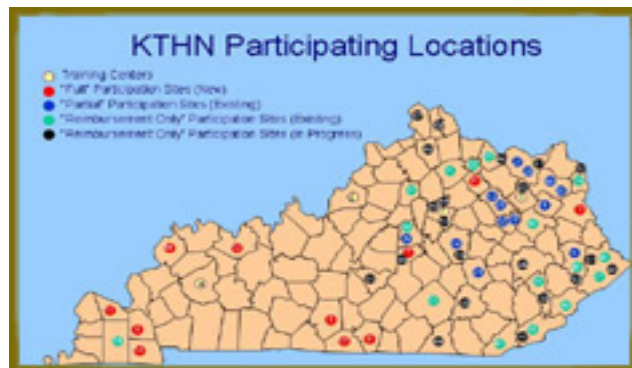 KTHN Participating Locations
Training Centers
"Full" Participation Sites (New)
"Partial" Participation Sites (Existing)
"Reimbursement Only" Participation Sites (Existing)
"Reimbursement Only" Participation Sites (In Progress)